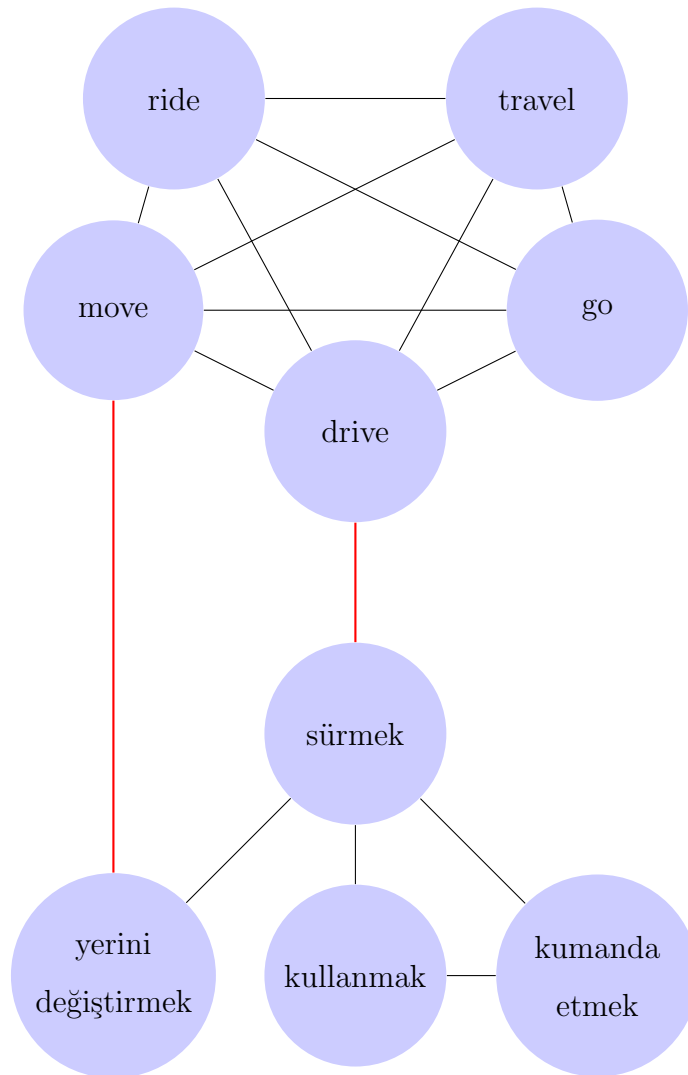 ride
travel
move
go
drive
sürmek
yerini
değiştirmek
kullanmak
kumanda
etmek